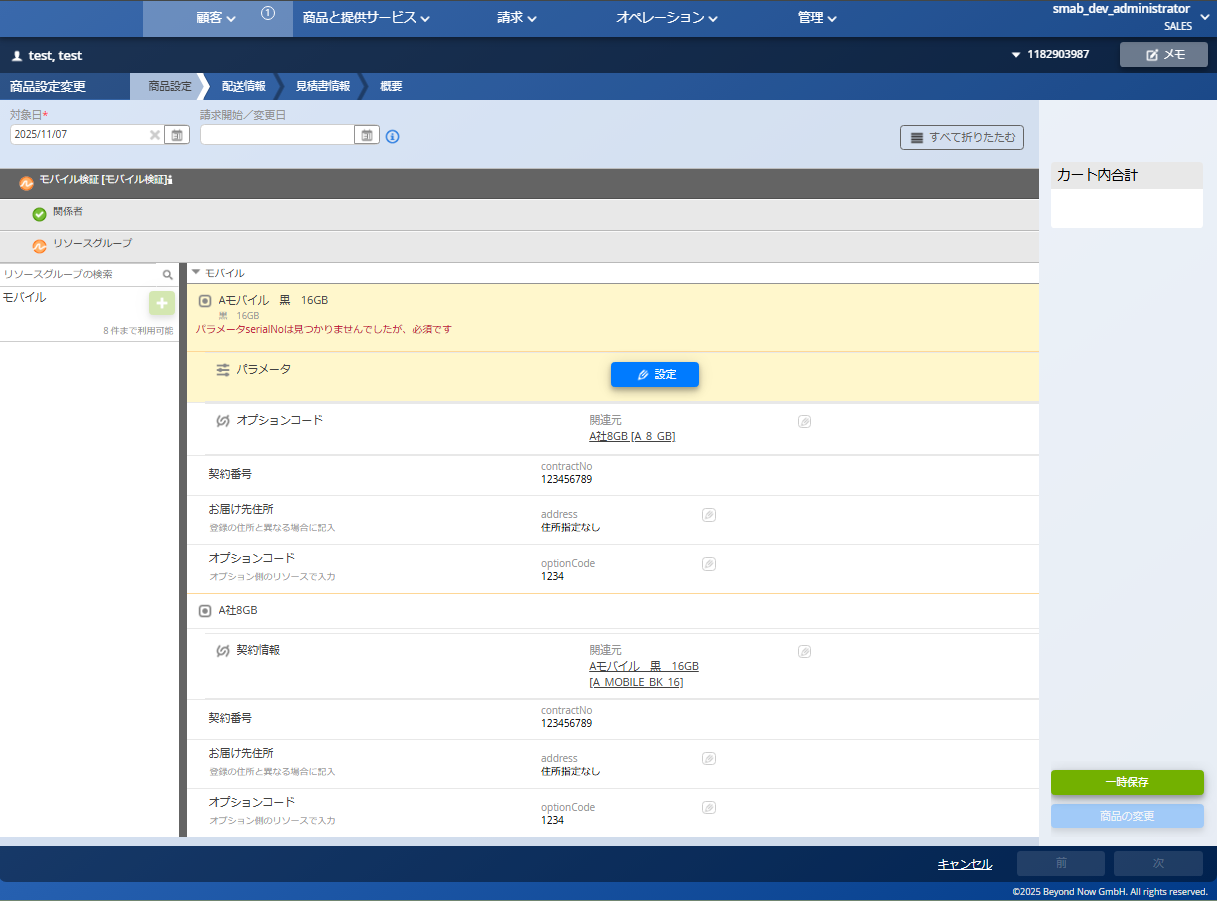 顧客
1
商品と提供サービス
請求
オペレーション
管理
smab_dev_administrator
SALES
test, test
1182903987
メモ
商品設定変更
商品設定
配送情報
見積書情報
概要
対象日*
請求開始／変更日
2025/11/07
すべて折りたたむ
カート内合計
モバイル検証 [モバイル検証]
関係者
リソースグループ
リソースグループの検索
モバイル
モバイル
8 件まで利用可能
Aモバイル　黒　16GB
黒　16GB
パラメータserialNoは見つかりませんでしたが、必須です
パラメータ
設定
オプションコード
関連元
A社8GB [A_8_GB]
契約番号
contractNo
123456789
お届け先住所
登録の住所と異なる場合に記入
address
住所指定なし
オプションコード
オプション側のリソースで入力
optionCode
1234
A社8GB
契約情報
関連元
Aモバイル　黒　16GB
[A_MOBILE_BK_16]
契約番号
contractNo
123456789
お届け先住所
登録の住所と異なる場合に記入
address
住所指定なし
オプションコード
オプション側のリソースで入力
optionCode
1234
一時保存
商品の変更
キャンセル
前
次
©2025 Beyond Now GmbH. All rights reserved.